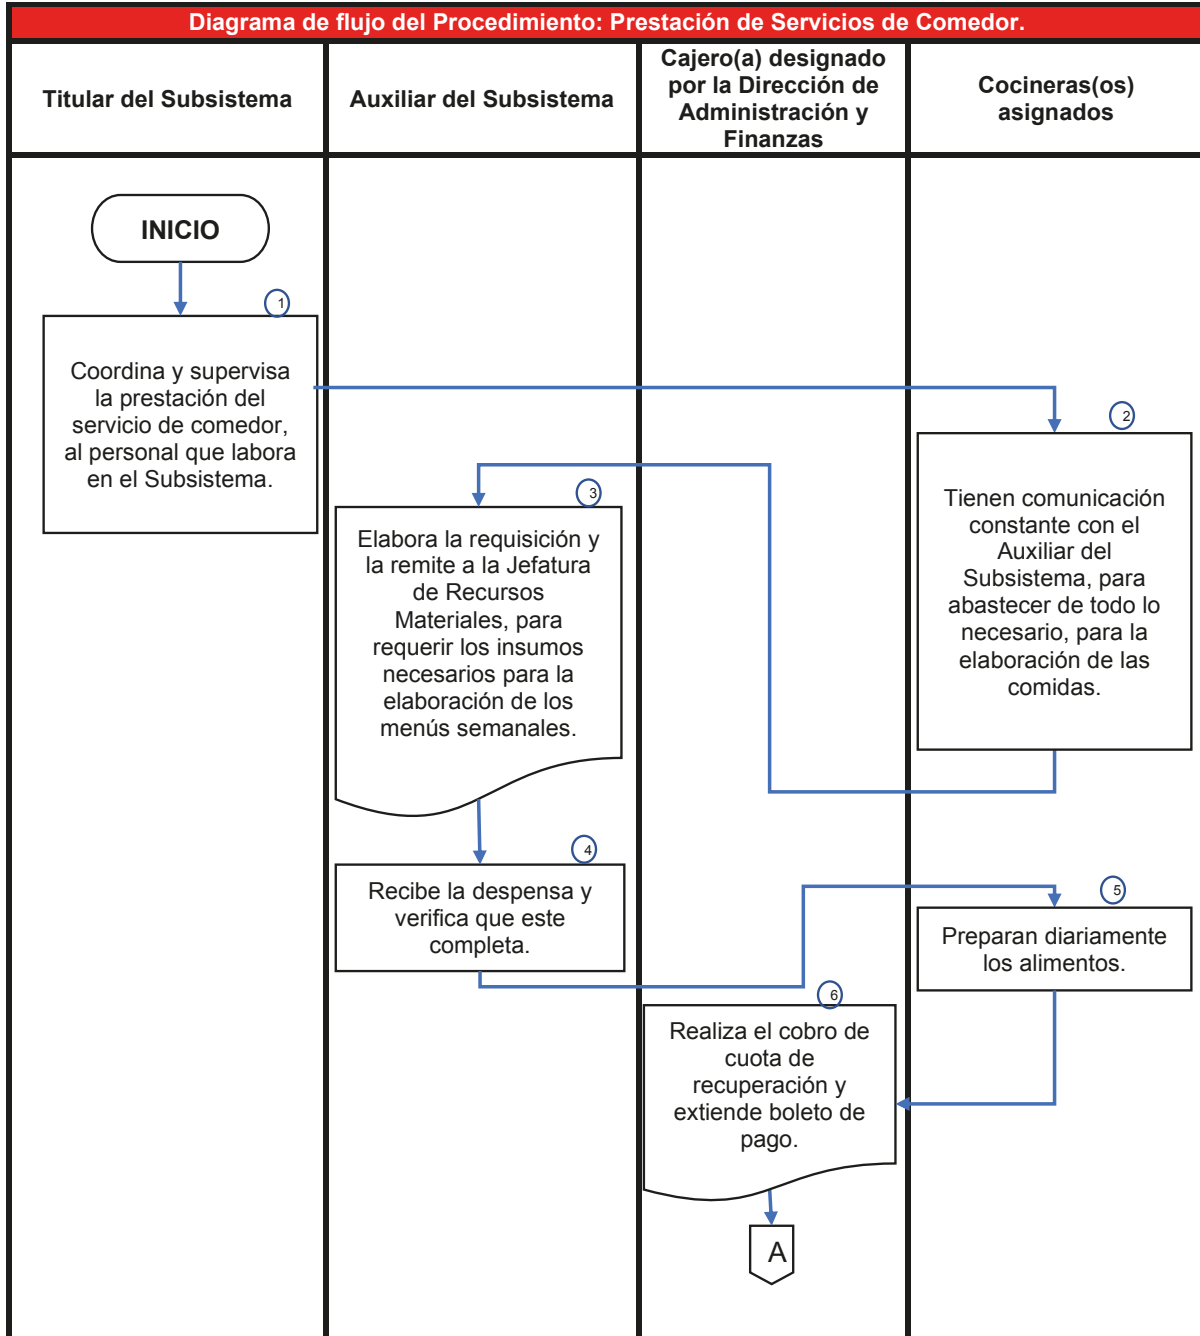 Diagrama de flujo del Procedimiento: Prestación de Servicios de Comedor.
Titular del Subsistema
Auxiliar del Subsistema
Cajero(a) designado
por la Dirección de
Administración y
Finanzas
Cocineras(os)
asignados
INICIO
1
Coordina y supervisa
la prestación del
servicio de comedor,
al personal que labora
en el Subsistema.
2
Tienen comunicación
constante con el
Auxiliar del
Subsistema, para
abastecer de todo lo
necesario, para la
elaboración de las
comidas.
3
Elabora la requisición y
la remite a la Jefatura
de Recursos
Materiales, para
requerir los insumos
necesarios para la
elaboración de los
menús semanales.
4
Recibe la despensa y
verifica que este
completa.
5
Preparan diariamente
los alimentos.
6
Realiza el cobro de
cuota de
recuperación y
extiende boleto de
pago.
A